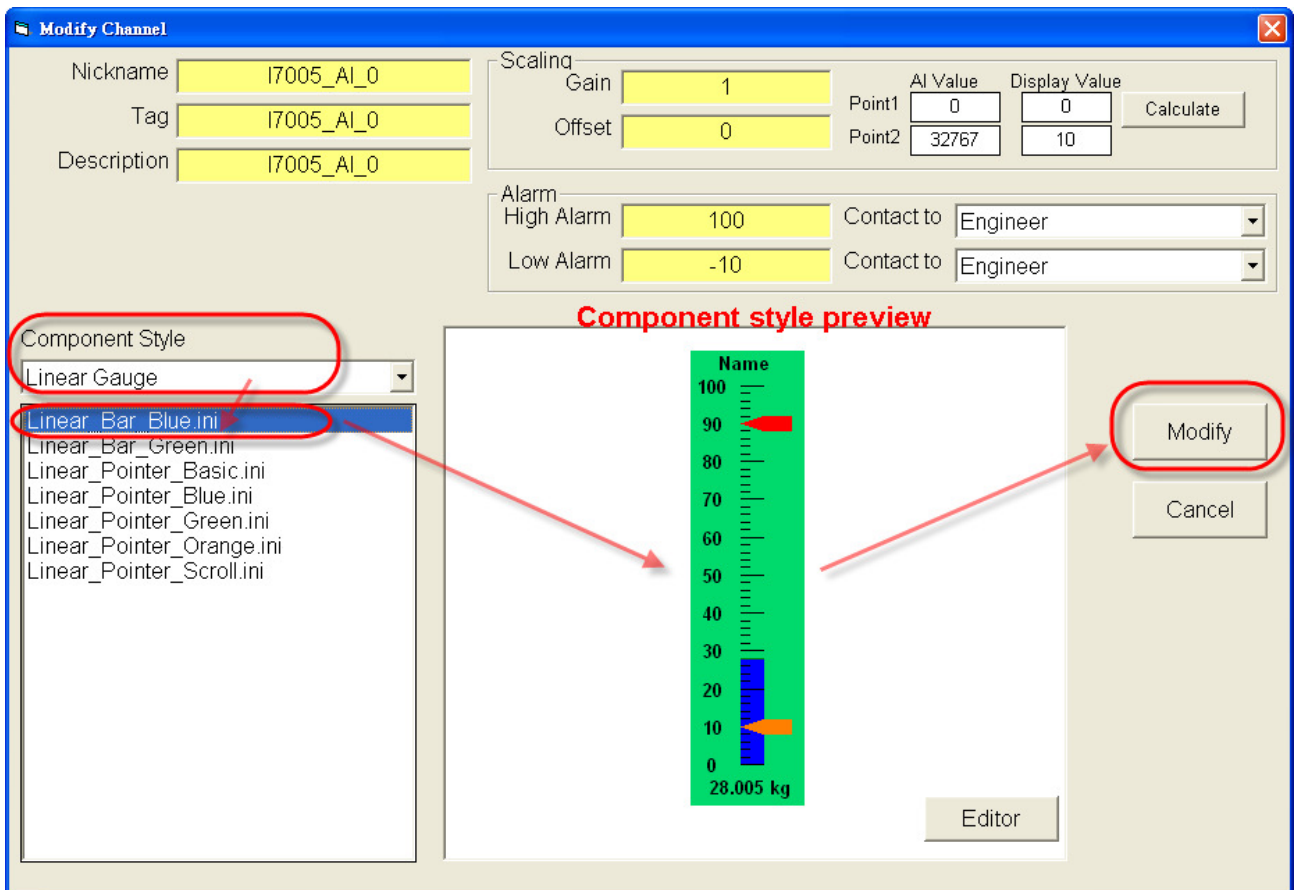 Modify Channel
Nickname I7005_AI_0
Tag I7005_AI_0
Description I7005_AI_0
Scaling
Gain 1
Offset 0
AI Value Display Value
Point1 0 0
Point2 32767 10
Calculate
Alarm
High Alarm 100 Contact to Engineer
Low Alarm -10 Contact to Engineer
Component Style
Linear Gauge
Linear_Bar_Blue.ini
Linear_Bar_Green.ini
Linear_Pointer_Basic.ini
Linear_Pointer_Blue.ini
Linear_Pointer_Green.ini
Linear_Pointer_Orange.ini
Linear_Pointer_Scroll.ini
Component style preview
Name
100
90
80
70
60
50
40
30
20
10
0
28.005 kg
Editor
Modify
Cancel